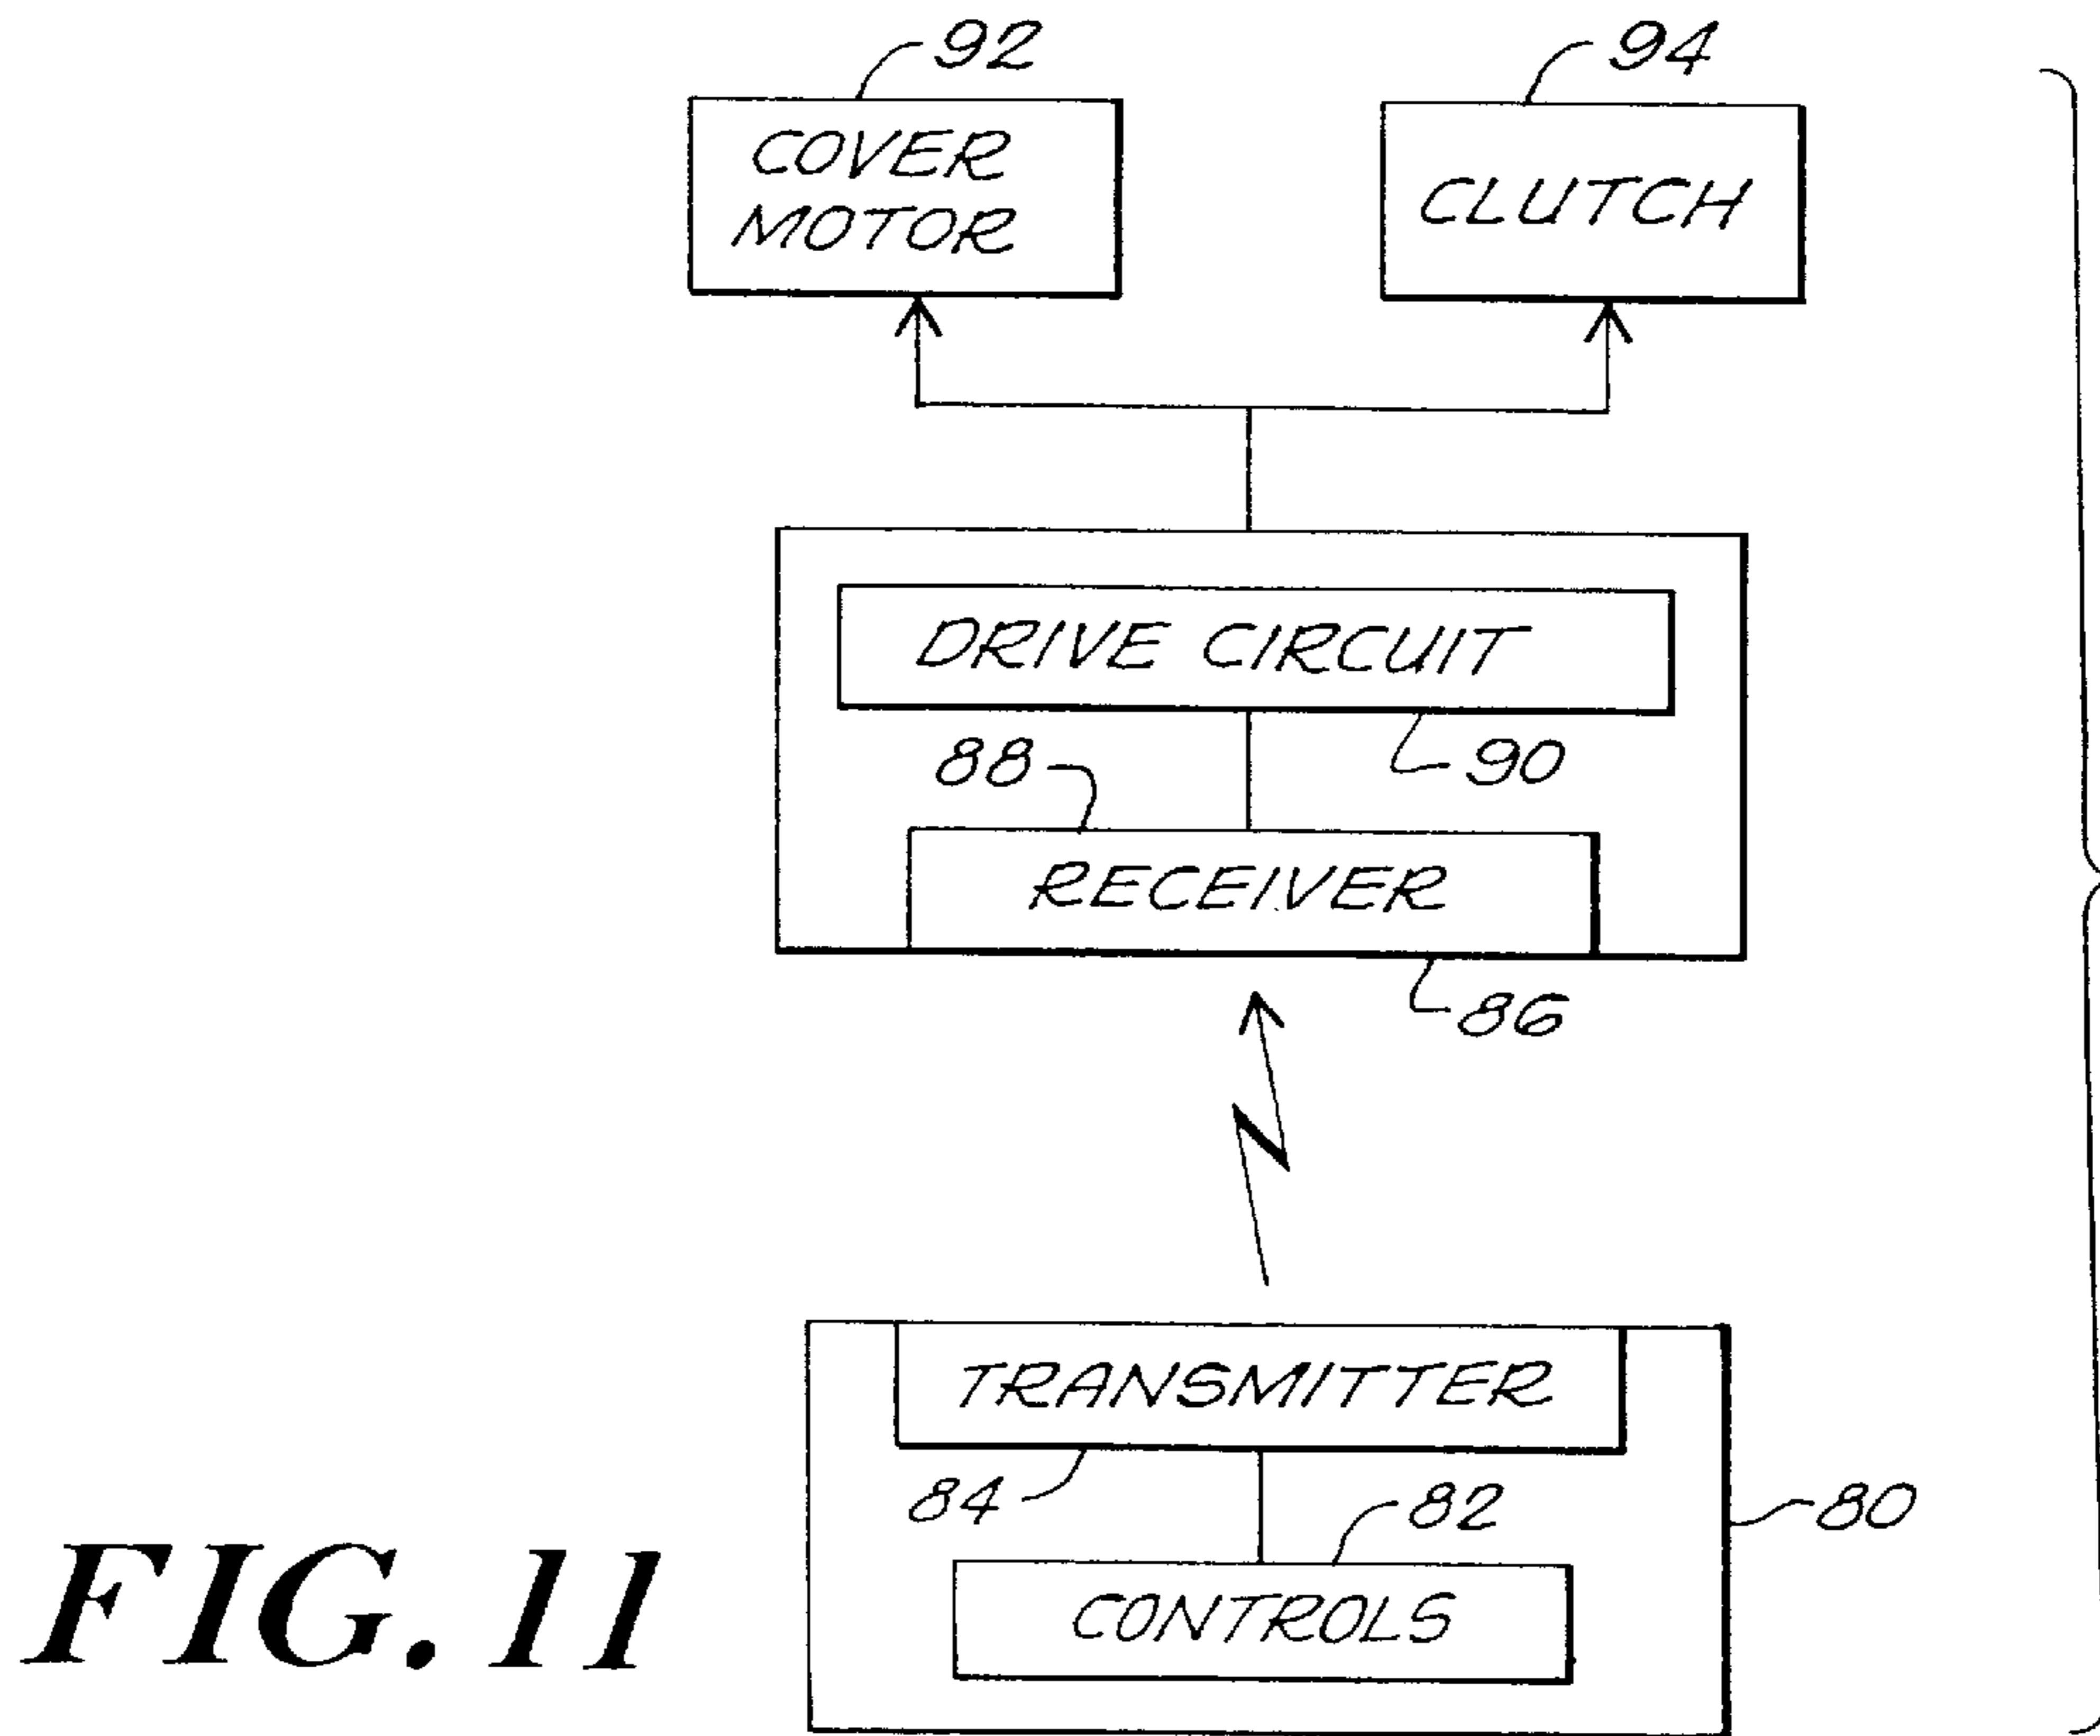 92
94
COVER
MOTOR
CLUTCH
DRIVE CIRCUIT
88
90
RECEIVER
86
TRANSMITTER
84
82
80
CONTROLS
FIG. 11